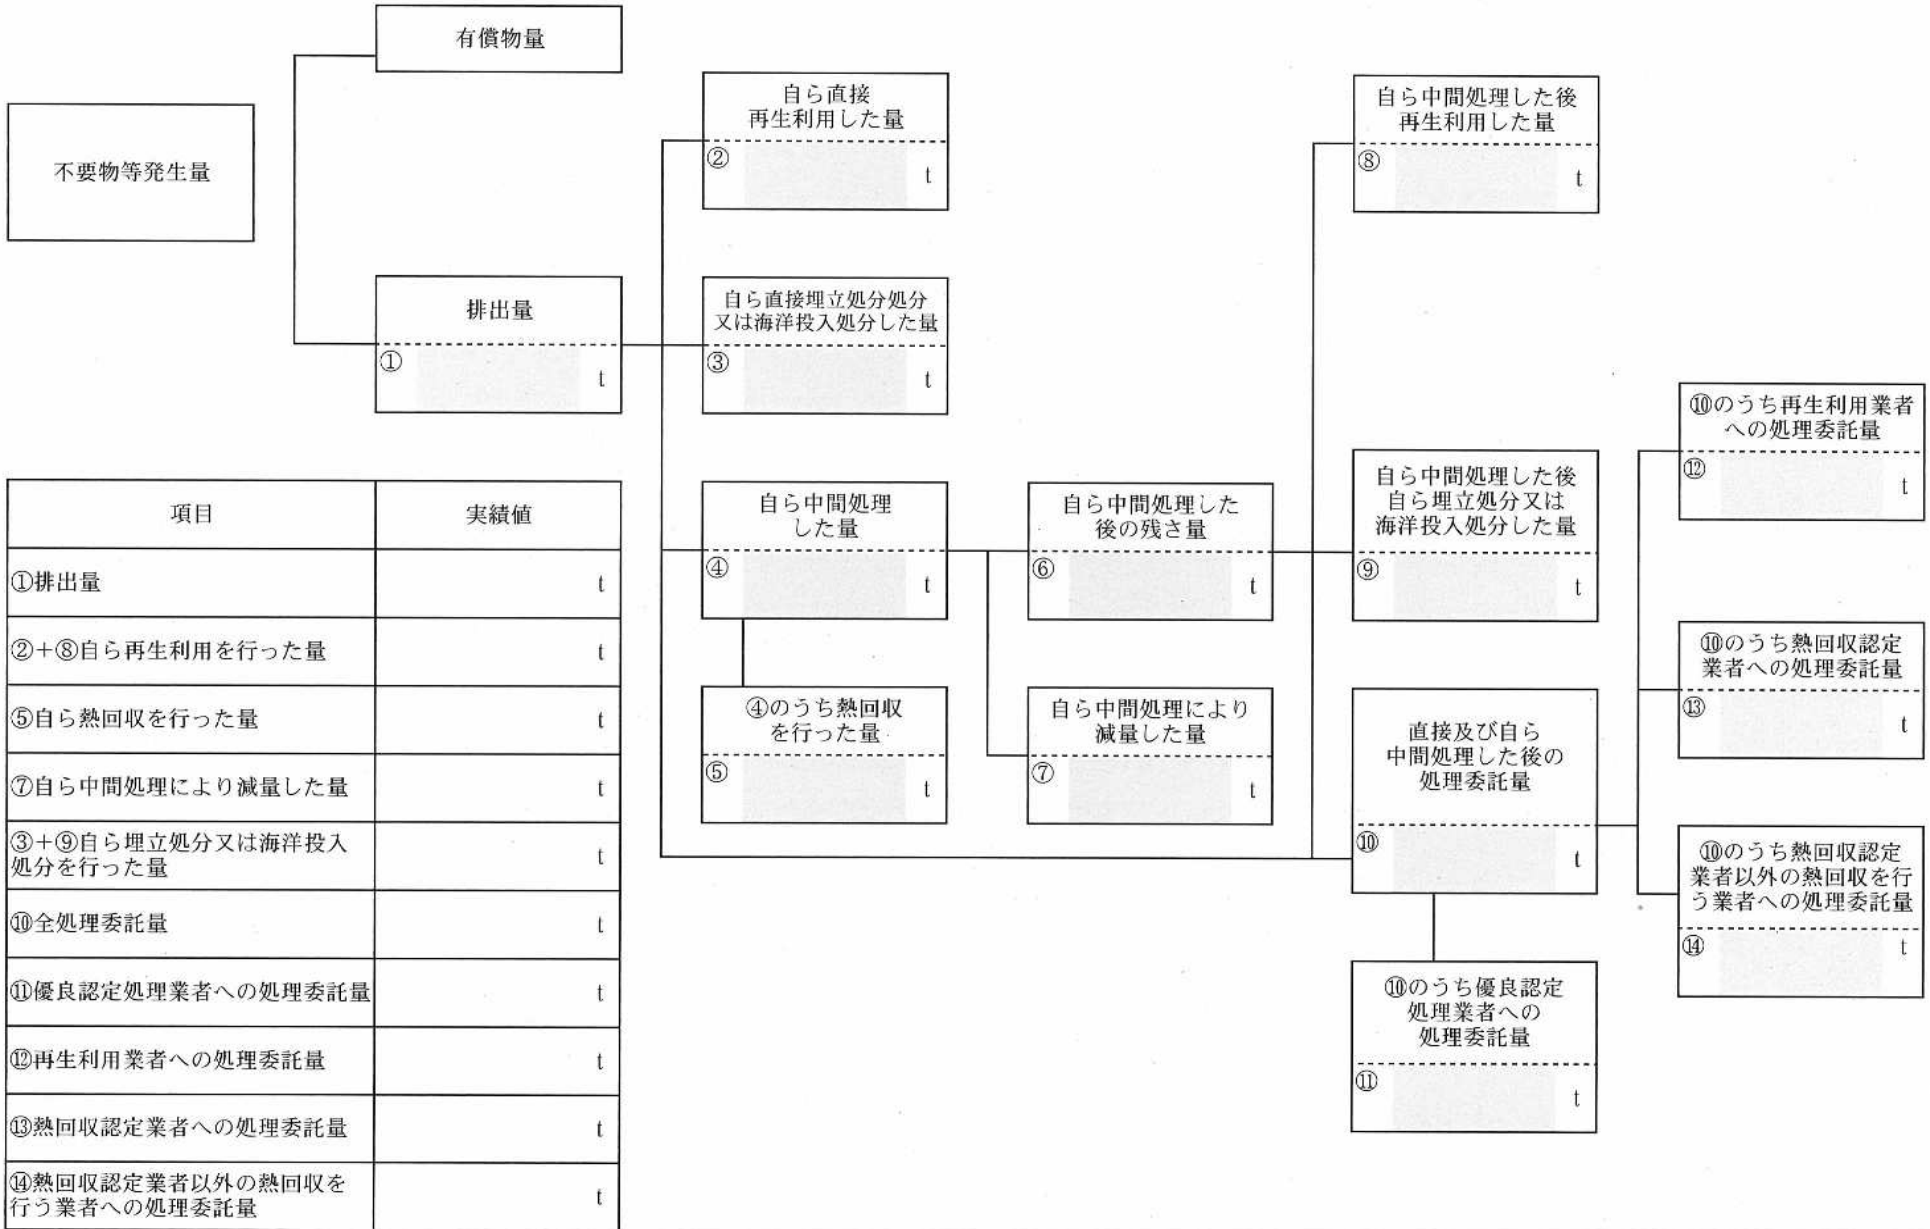 有償物量
不要物等発生量
排出量
①
t
自ら直接
再生利用した量
②
t
自ら直接埋立処分処分
又は海洋投入処分した量
③
t
自ら中間処理
した量
④
t
④のうち熱回収
を行った量
⑤
t
自ら中間処理した
後の残さ量
⑥
t
自ら中間処理により
減量した量
⑦
t
自ら中間処理した後
再生利用した量
⑧
t
自ら中間処理した後
自ら埋立処分又は
海洋投入処分した量
⑨
t
直接及び自ら
中間処理した後の
処理委託量
⑩
t
⑩のうち優良認定
処理業者への
処理委託量
⑪
t
⑩のうち再生利用業者
への処理委託量
⑫
t
⑩のうち熱回収認定
業者への処理委託量
⑬
t
⑩のうち熱回収認定
業者以外の熱回収を行
う業者への処理委託量
⑭
t
項目 実績値
①排出量 t
②+⑧自ら再生利用を行った量 t
⑤自ら熱回収を行った量 t
⑦自ら中間処理により減量した量 t
③+⑨自ら埋立処分又は海洋投入
処分を行った量 t
⑩全処理委託量 t
⑪優良認定処理業者への処理委託量 t
⑫再生利用業者への処理委託量 t
⑬熱回収認定業者への処理委託量 t
⑭熱回収認定業者以外の熱回収を
行う業者への処理委託量 t